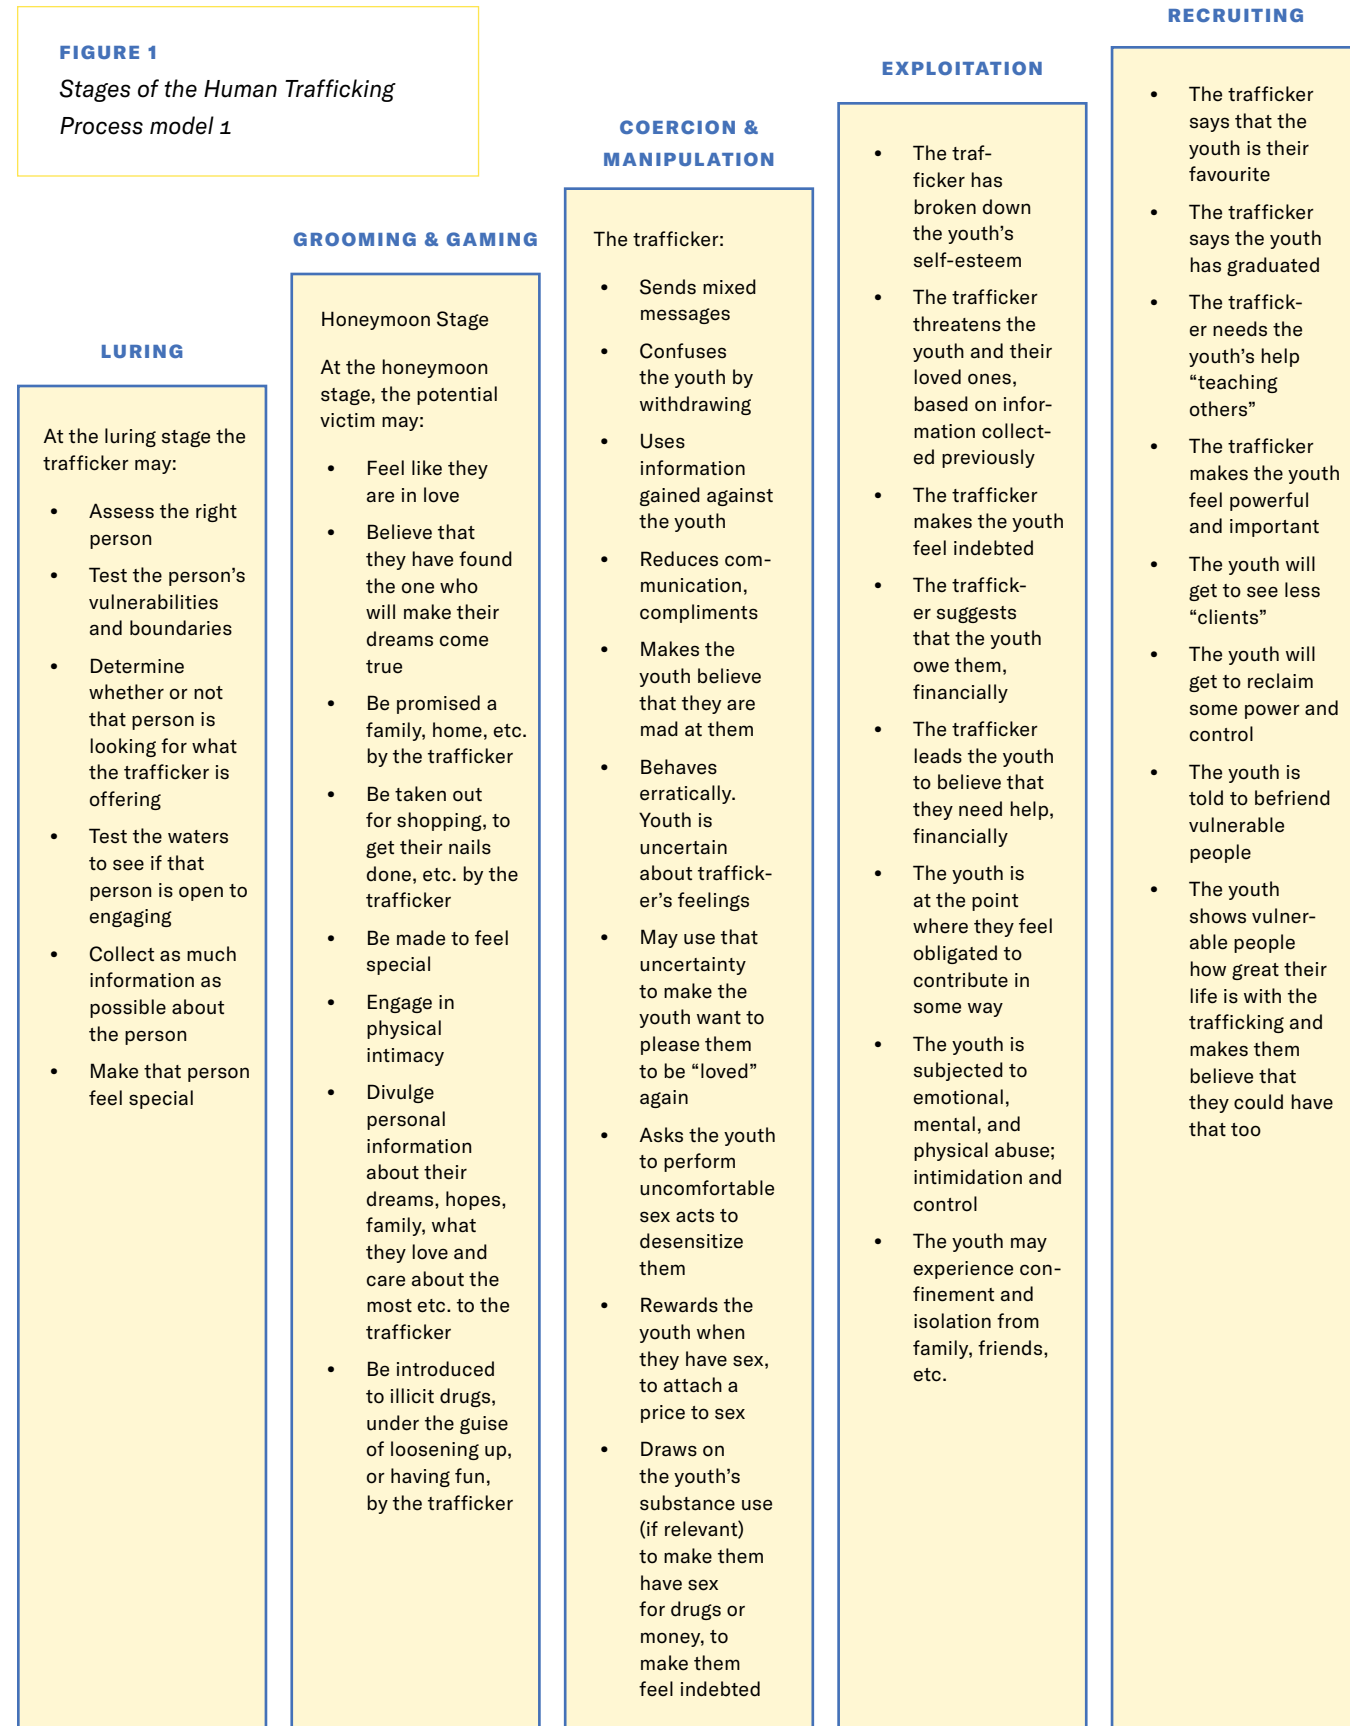 FIGURE 1
Stages of the Human Trafficking
Process model 1
LURING
At the luring stage the
trafficker may:
• Assess the right
person
• Test the person’s
vulnerabilities
and boundaries
• Determine
whether or not
that person is
looking for what
the trafficker is
offering
• Test the waters
to see if that
person is open to
engaging
• Collect as much
information as
possible about
the person
• Make that person
feel special
GROOMING & GAMING
Honeymoon Stage
At the honeymoon
stage, the potential
victim may:
• Feel like they
are in love
• Believe that
they have found
the one who
will make their
dreams come
true
• Be promised a
family, home, etc.
by the trafficker
• Be taken out
for shopping, to
get their nails
done, etc. by the
trafficker
• Be made to feel
special
• Engage in
physical
intimacy
• Divulge
personal
information
about their
dreams, hopes,
family, what
they love and
care about the
most etc. to the
trafficker
• Be introduced
to illicit drugs,
under the guise
of loosening up,
or having fun,
by the trafficker
COERCION &
MANIPULATION
The trafficker:
• Sends mixed
messages
• Confuses
the youth by
withdrawing
• Uses
information
gained against
the youth
• Reduces com-
munication,
compliments
• Makes the
youth believe
that they are
mad at them
• Behaves
erratically.
Youth is
uncertain
about traffick-
er’s feelings
• May use that
uncertainty
to make the
youth want to
please them
to be “loved”
again
• Asks the youth
to perform
uncomfortable
sex acts to
desensitize
them
• Rewards the
youth when
they have sex,
to attach a
price to sex
• Draws on
the youth’s
substance use
(if relevant)
to make them
have sex
for drugs or
money, to
make them
feel indebted
EXPLOITATION
• The traf-
ficker has
broken down
the youth’s
self-esteem
• The trafficker
threatens the
youth and their
loved ones,
based on infor-
mation collect-
ed previously
• The trafficker
makes the youth
feel indebted
• The traffick-
er suggests
that the youth
owe them,
financially
• The trafficker
leads the youth
to believe that
they need help,
financially
• The youth is
at the point
where they feel
obligated to
contribute in
some way
• The youth is
subjected to
emotional,
mental, and
physical abuse;
intimidation and
control
• The youth may
experience con-
finement and
isolation from
family, friends,
etc.
RECRUITING
• The trafficker
says that the
youth is their
favourite
• The trafficker
says the youth
has graduated
• The traffick-
er needs the
youth’s help
“teaching
others”
• The trafficker
makes the youth
feel powerful
and important
• The youth will
get to see less
“clients”
• The youth will
get to reclaim
some power and
control
• The youth is
told to befriend
vulnerable
people
• The youth
shows vulner-
able people
how great their
life is with the
trafficking and
makes them
believe that
they could have
that too